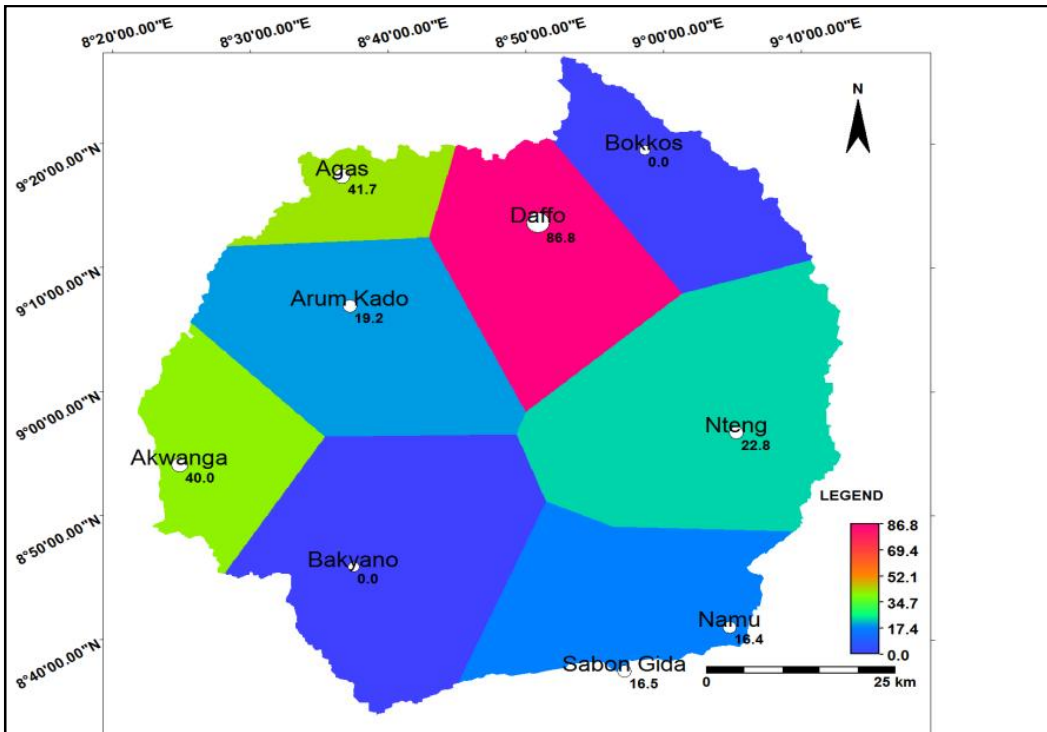 8°20'00.00"E
8°30'00.00"E
8°40'00.00"E
8°50'00.00"E
9°00'00.00"E
9°10'00.00"E
N
9°20'00.00"N
Bokkos
0.0
Agas
41.7
Daffo
86.8
9°10'00.00"N
Arum Kado
19.2
9°00'00.00"N
Nteng
22.8
Akwanga
40.0
8°50'00.00"N
LEGEND
86.8
69.4
52.1
34.7
17.4
0.0
Bakyano
0.0
8°40'00.00"N
Namu
16.4
Sabon Gida
16.5
0 25 km